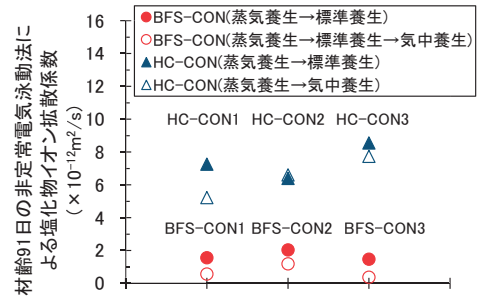 材齢91日の非定常電気泳動法に
よる塩化物イオン拡散係数
(×10⁻¹²m²/s)
16
14
12
10
8
6
4
2
0
BFS-CON(蒸気養生→標準養生)
BFS-CON(蒸気養生→標準養生→気中養生)
HC-CON(蒸気養生→標準養生)
HC-CON(蒸気養生→気中養生)
HC-CON1 HC-CON2 HC-CON3
BFS-CON1 BFS-CON2 BFS-CON3